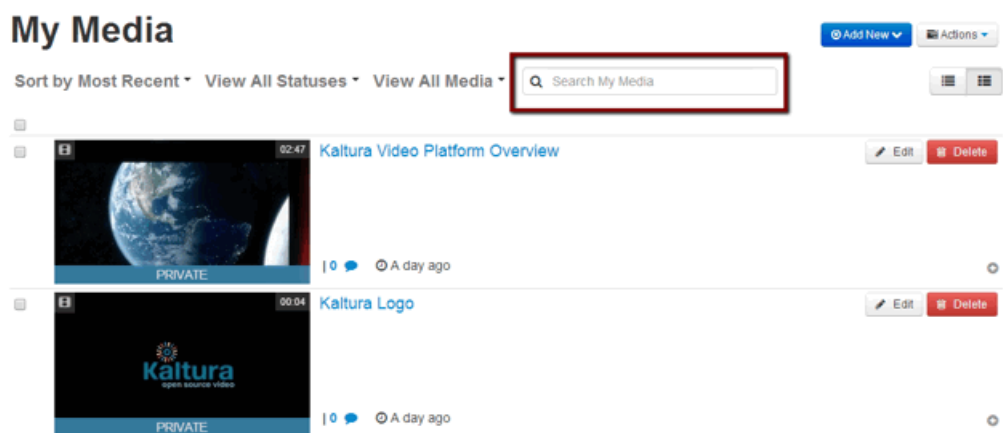 My Media
Add New
Actions
Sort by Most Recent View All Statuses View All Media Search My Media
02:47 Kaltura Video Platform Overview Edit Delete
PRIVATE | 0 A day ago
00:04 Kaltura Logo Edit Delete
Kaltura
open source video
| 0 A day ago
PRIVATE